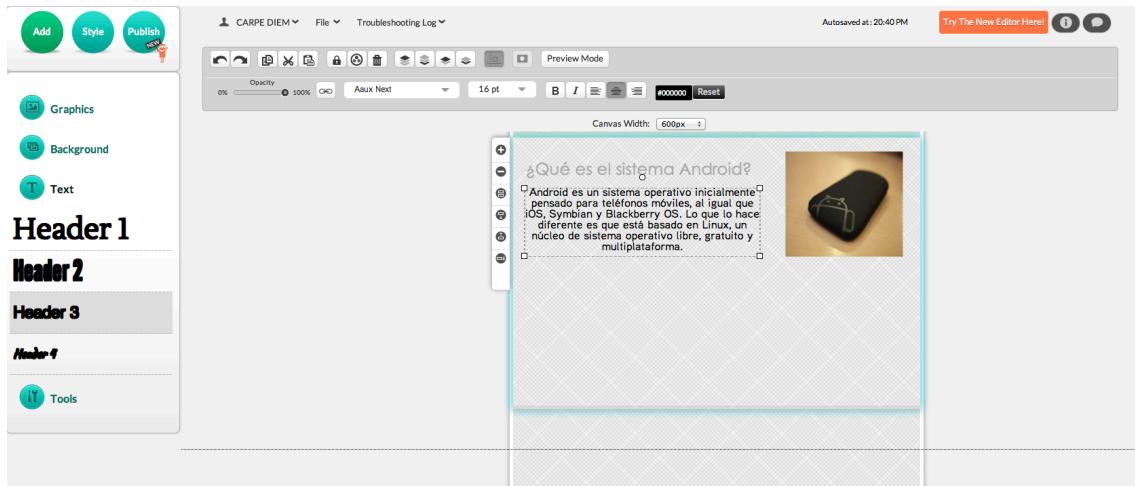 Add
Style
Publish
NEW
CARPE DIEM
File
Troubleshooting Log
Autosaved at: 20:40 PM
Try The New Editor Here!
Preview Mode
Opacity
0%
100%
Aaux Next
16 pt
B
I
#000000
Reset
Canvas Width:
600px
Graphics
Background
T
Text
Header 1
Header 2
Header 3
Header 4
Tools
¿Qué es el sistema Android?
Android es un sistema operativo inicialmente
pensado para teléfonos móviles, al igual que
iOS, Symbian y Blackberry OS. Lo que lo hace
diferente es que está basado en Linux, un
núcleo de sistema operativo libre, gratuito y
multiplataforma.